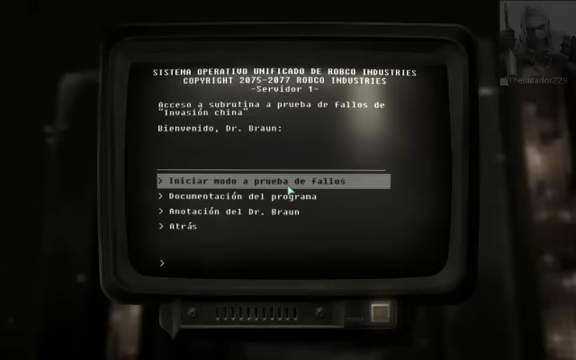 SISTEMA OPERATIVO UNIFICADO DE ROBCO INDUSTRIES
COPYRIGHT 2075-2077 ROBCO INDUSTRIES
-Servidor 1-
Acceso a subrutina a prueba de fallos de
"Invasión china"
Bienvenido, Dr. Braun:
> Iniciar modo a prueba de fallos
> Documentación del programa
> Anotación del Dr. Braun
> Atrás
>